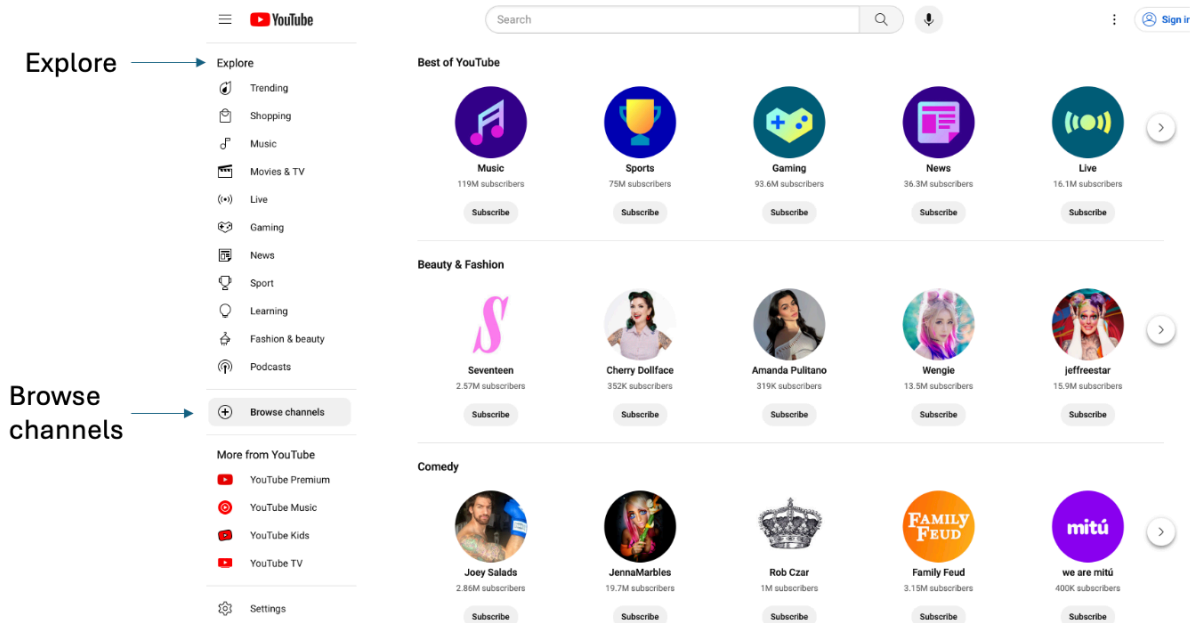 YouTube
Search
Sign in
Explore
Explore
Trending
Shopping
Music
Movies & TV
Live
Gaming
News
Sport
Learning
Fashion & beauty
Podcasts
Browse
channels
Browse channels
More from YouTube
YouTube Premium
YouTube Music
YouTube Kids
YouTube TV
Settings
Best of YouTube
Music Sports Gaming News Live
119M subscribers 75M subscribers 93.6M subscribers 36.3M subscribers 16.1M subscribers
Subscribe Subscribe Subscribe Subscribe Subscribe
Beauty & Fashion
S
Seventeen Cherry Dollface Amanda Pulitano Wengie jeffreestar
2.57M subscribers 352K subscribers 319K subscribers 13.5M subscribers 15.9M subscribers
Subscribe Subscribe Subscribe Subscribe Subscribe
Comedy
FAMILY
FEUD
mitú
Joey Salads JennaMarbles Rob Czar Family Feud we are mitú
2.86M subscribers 19.7M subscribers 1M subscribers 3.15M subscribers 400K subscribers
Subscribe Subscribe Subscribe Subscribe Subscribe